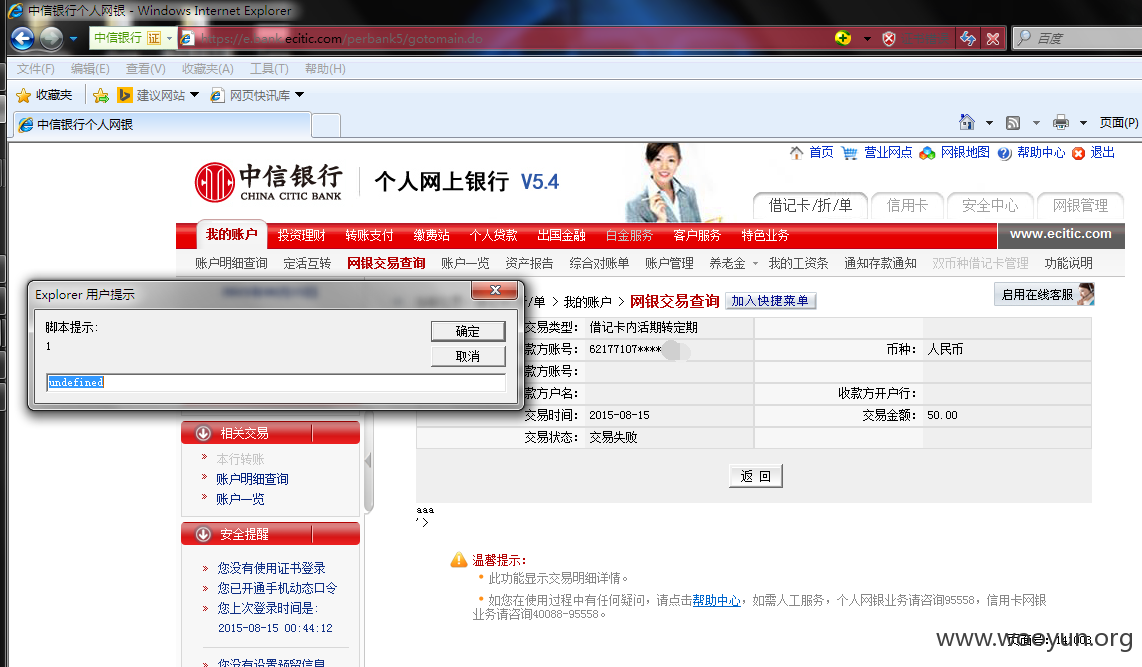 中信银行个人网银 - Windows Internet Explorer
中信银行 证 https://e.bank.ecitic.com/perbank5/gotomain.do 百度
文件(F) 编辑(E) 查看(V) 收藏夹(A) 工具(T) 帮助(H)
收藏夹 建议网站 网页快讯库
中信银行个人网银 页面(P)
首页 营业网点 网银地图 帮助中心 退出
中信银行 CHINA CITIC BANK 个人网上银行 V5.4
借记卡/折/单 信用卡 安全中心 网银管理
我的账户 投资理财 转账支付 缴费站 个人贷款 出国金融 白金服务 客户服务 特色业务 www.ecitic.com
账户明细查询 定活互转 网银交易查询 账户一览 资产报告 综合对账单 账户管理 养老金 我的工资条 通知存款通知 双币种借记卡管理 功能说明
/单 > 我的账户 > 网银交易查询 加入快捷菜单 启用在线客服
Explorer 用户提示
脚本提示:
1
确定
取消
undefined
交易类型: 借记卡内活期转定期
款方账号: 62177107**** 币种: 人民币
款方账号:
款方户名: 收款方开户行:
交易时间: 2015-08-15 交易金额: 50.00
交易状态: 交易失败
返 回
aaa
'>
相关交易
本行转账
账户明细查询
账户一览
安全提醒
您没有使用证书登录
您已开通手机动态口令
您上次登录时间是:
2015-08-15 00:44:12
您没有设置预留信息
温馨提示:
此功能显示交易明细详情。
如您在使用过程中有任何疑问，请点击帮助中心，如需人工服务，个人网银业务请咨询95558，信用卡网银
业务请咨询40088-95558。
www.wooyun.org